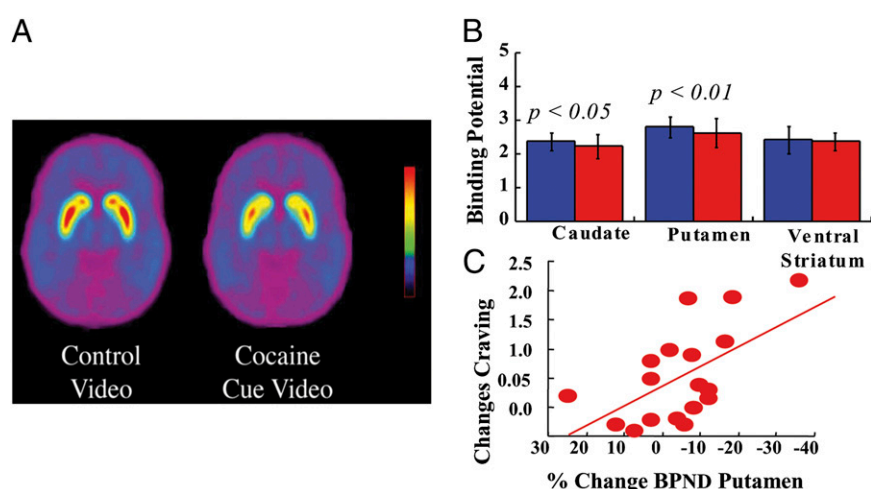 A
Control
Video
Cocaine
Cue Video
B
Binding Potential
5
4
3
2
1
0
p < 0.05
p < 0.01
Caudate
Putamen
Ventral
Striatum
C
Changes Craving
2.5
2.0
1.5
1.0
0.05
0.0
30 20 10 0 -10 -20 -30 -40
% Change BPND Putamen